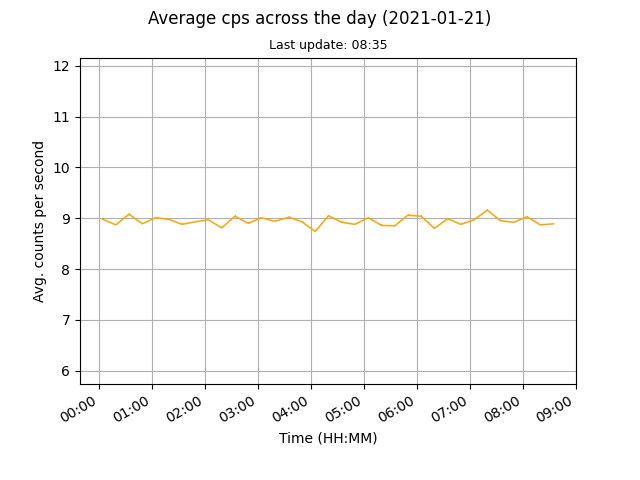 Average cps across the day (2021-01-21)
Last update: 08:35
12
11
10
9
8
7
6
Avg. counts per second
00:00 01:00 02:00 03:00 04:00 05:00 06:00 07:00 08:00 09:00
Time (HH:MM)